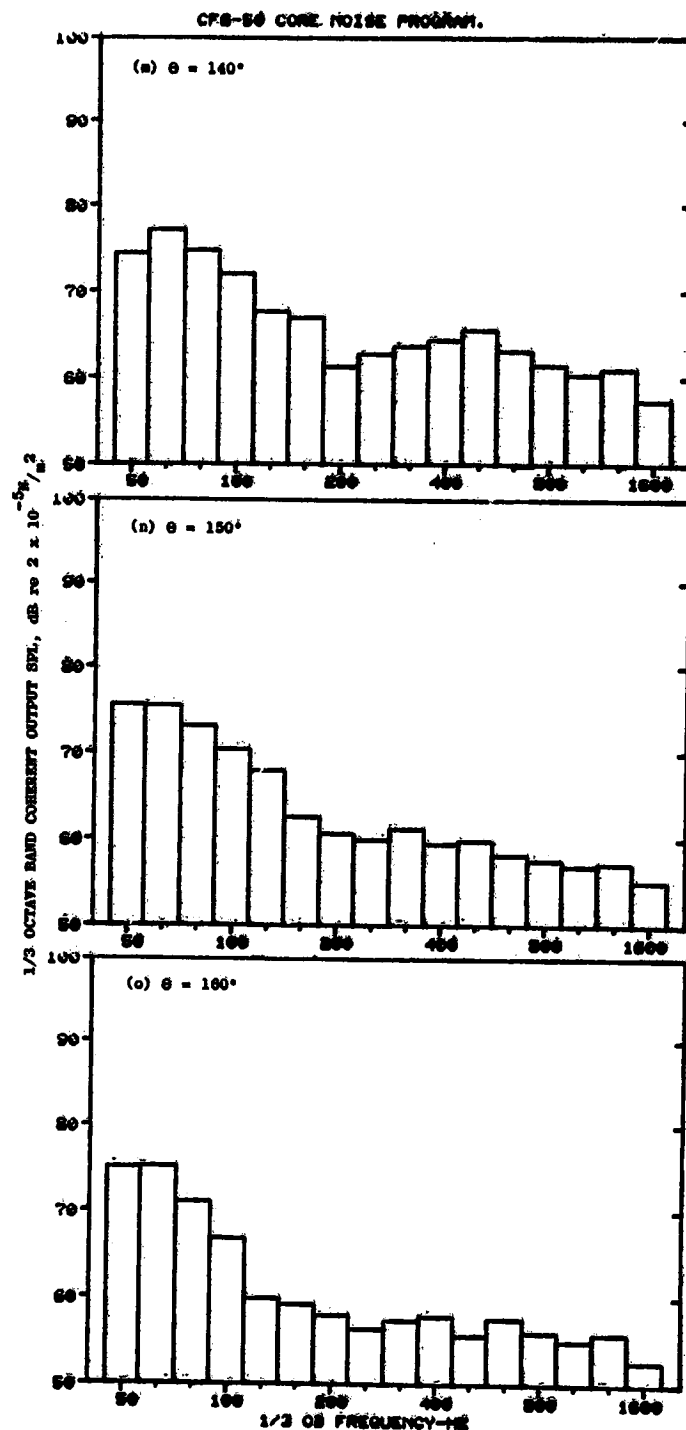 CF6-50 CORE NOISE PROGRAM.
100
(m) θ = 140°
90
80
70
60
50
50 100 200 400 800 1600
1/3 OCTAVE BAND COHERENT OUTPUT SPL, dB re 2 x 10-5N/m2
100
(n) θ = 150°
90
80
70
60
50
50 100 200 400 800 1600
100
(o) θ = 160°
90
80
70
60
50
50 100 200 400 800 1600
1/3 OB FREQUENCY-HZ